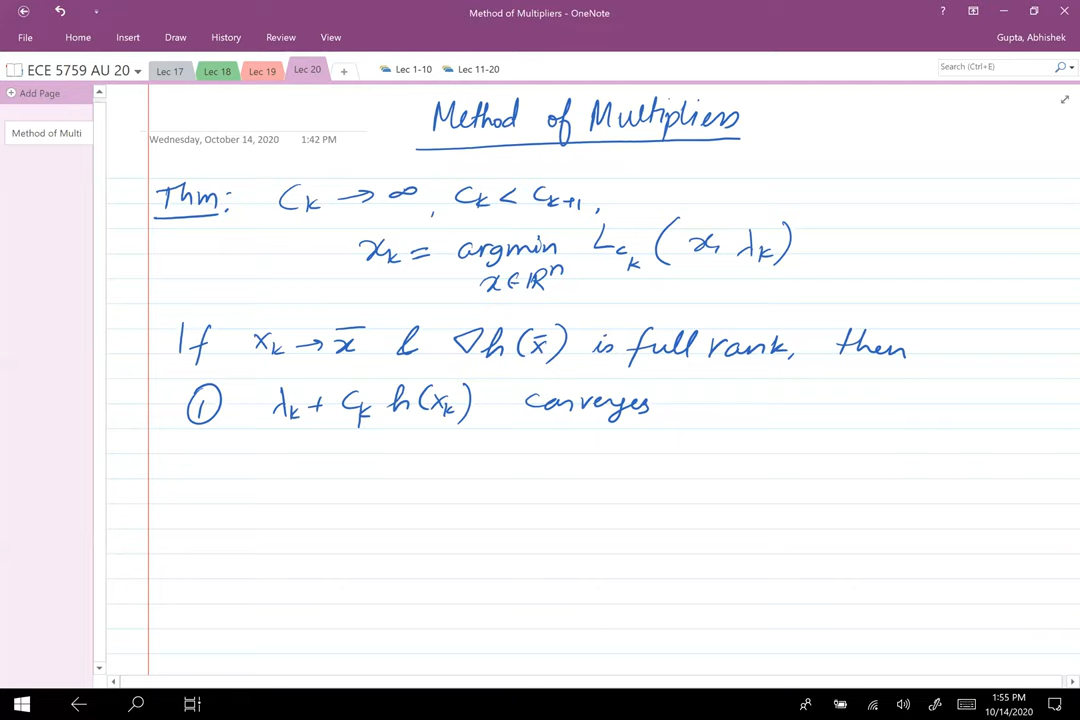 Method of Multipliers - OneNote
?
File Home Insert Draw History Review View
Gupta, Abhishek
ECE 5759 AU 20
Lec 17 Lec 18 Lec 19 Lec 20 + Lec 1-10 Lec 11-20
Search (Ctrl+E)
Add Page
Method of Multi
Method of Multipliers
Wednesday, October 14, 2020 1:42 PM
Thm: C_k → ∞, C_k < C_{k+1},
x_k = argmin L_{c_k} (x, λ_k)
x ∈ ℝ^n
If x_k → x̄ & ∇h(x̄) is full rank, then
① λ_k + C_k h(x_k) converges
1:55 PM
10/14/2020